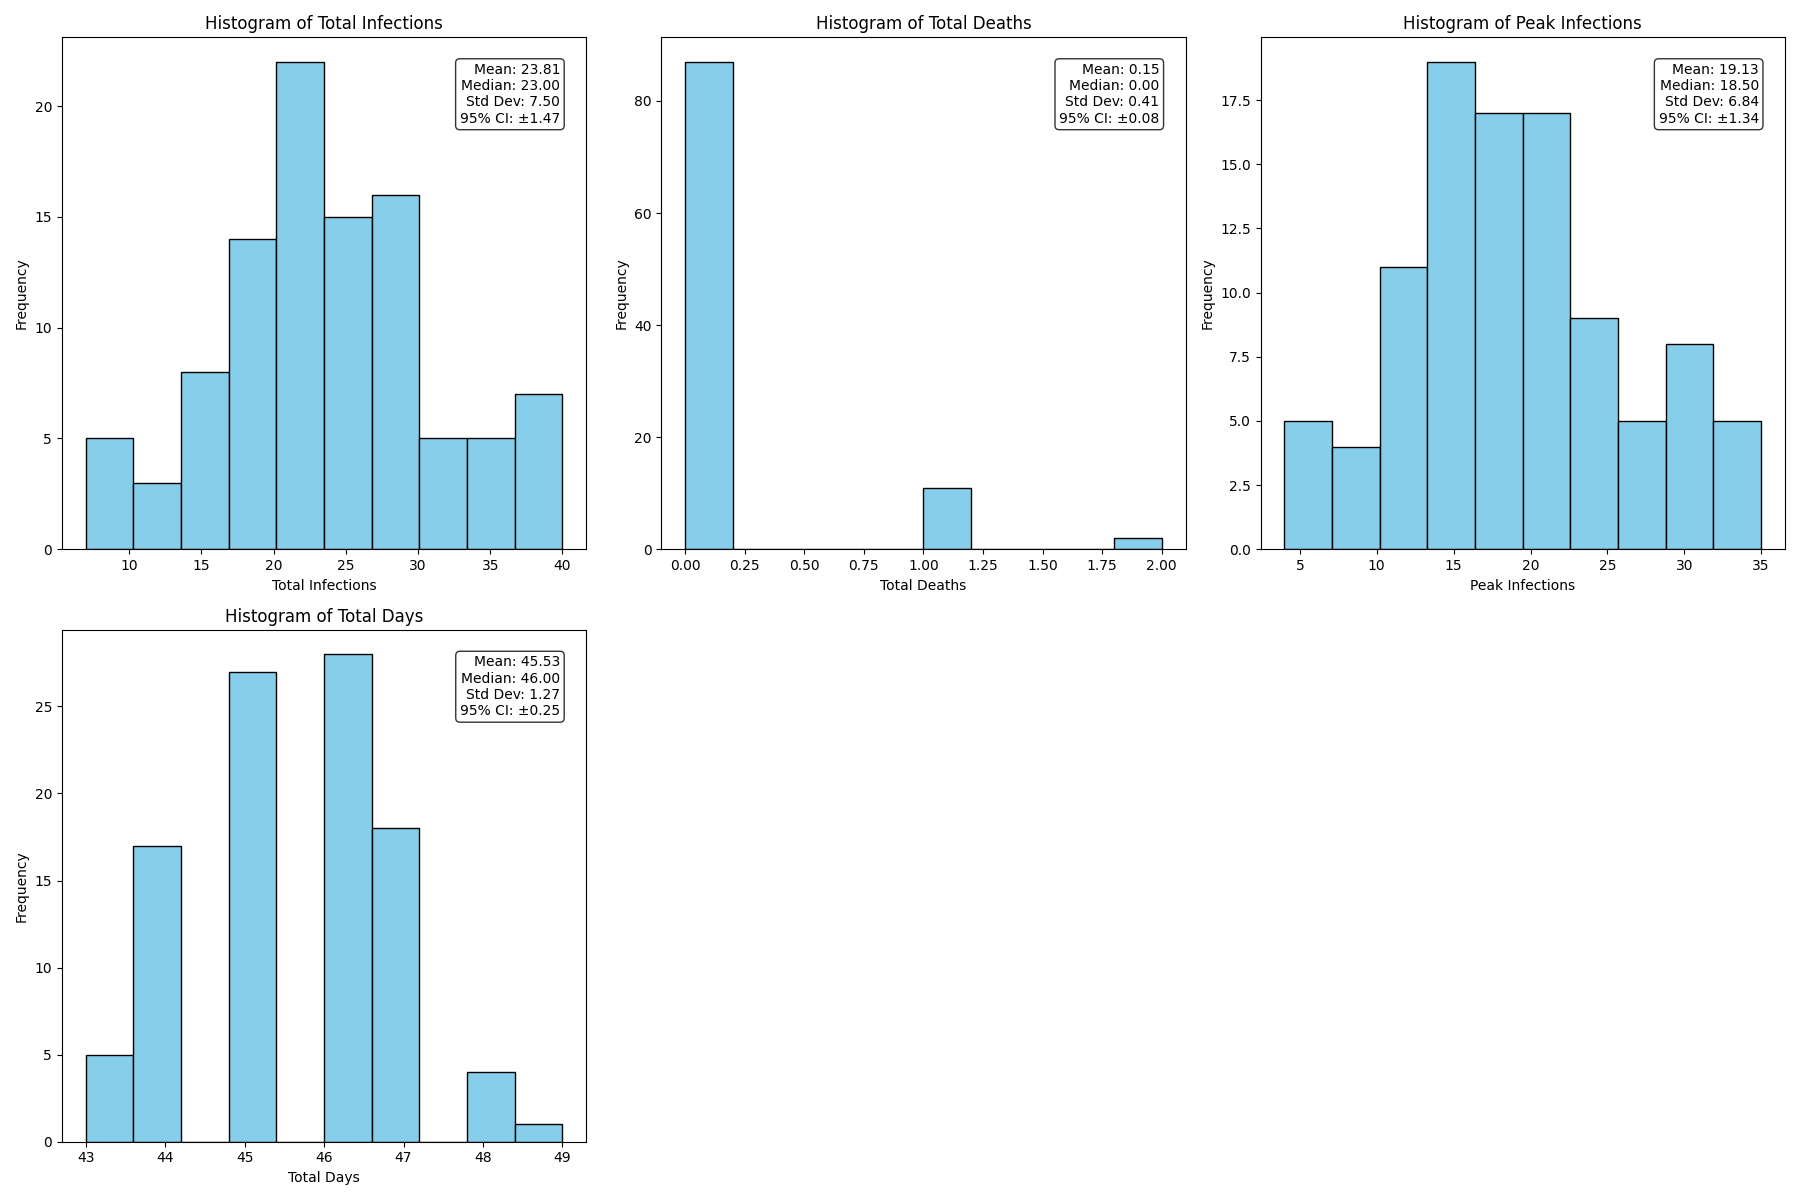 Histogram of Total Infections
Mean: 23.81
Median: 23.00
Std Dev: 7.50
95% CI: ±1.47
Frequency
20
15
10
5
0
10 15 20 25 30 35 40
Total Infections
Histogram of Total Deaths
Mean: 0.15
Median: 0.00
Std Dev: 0.41
95% CI: ±0.08
Frequency
80
60
40
20
0
0.00 0.25 0.50 0.75 1.00 1.25 1.50 1.75 2.00
Total Deaths
Histogram of Peak Infections
Mean: 19.13
Median: 18.50
Std Dev: 6.84
95% CI: ±1.34
Frequency
17.5
15.0
12.5
10.0
7.5
5.0
2.5
0.0
5 10 15 20 25 30 35
Peak Infections
Histogram of Total Days
Mean: 45.53
Median: 46.00
Std Dev: 1.27
95% CI: ±0.25
Frequency
25
20
15
10
5
0
43 44 45 46 47 48 49
Total Days